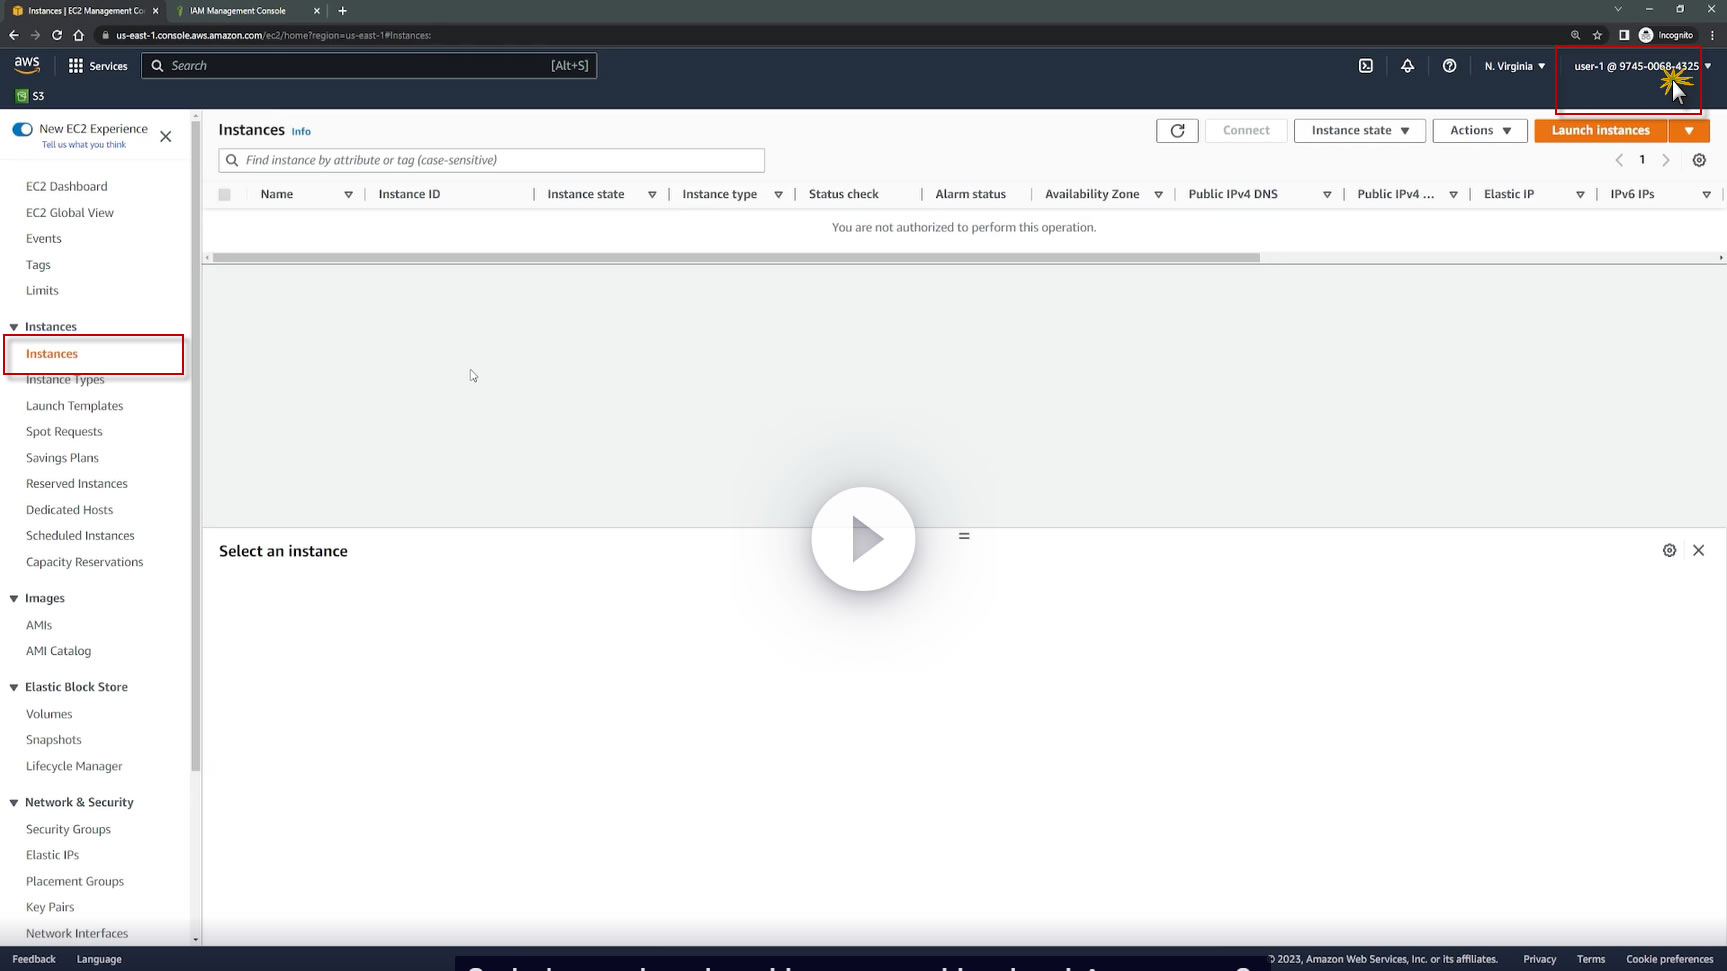 Instances | EC2 Management Co
IAM Management Console
us-east-1.console.aws.amazon.com/ec2/home?region=us-east-1#Instances:
Incognito
aws
Services
Search
[Alt+S]
N. Virginia
user-1 @ 9745-0068-4325
S3
New EC2 Experience
Tell us what you think
EC2 Dashboard
EC2 Global View
Events
Tags
Limits
Instances
Instances
Instance Types
Launch Templates
Spot Requests
Savings Plans
Reserved Instances
Dedicated Hosts
Scheduled Instances
Capacity Reservations
Images
AMIs
AMI Catalog
Elastic Block Store
Volumes
Snapshots
Lifecycle Manager
Network & Security
Security Groups
Elastic IPs
Placement Groups
Key Pairs
Network Interfaces
Instances Info
Connect
Instance state
Actions
Launch instances
Find instance by attribute or tag (case-sensitive)
1
Name
Instance ID
Instance state
Instance type
Status check
Alarm status
Availability Zone
Public IPv4 DNS
Public IPv4 ...
Elastic IP
IPv6 IPs
You are not authorized to perform this operation.
Select an instance
Feedback
Language
© 2023, Amazon Web Services, Inc. or its affiliates.
Privacy
Terms
Cookie preferences